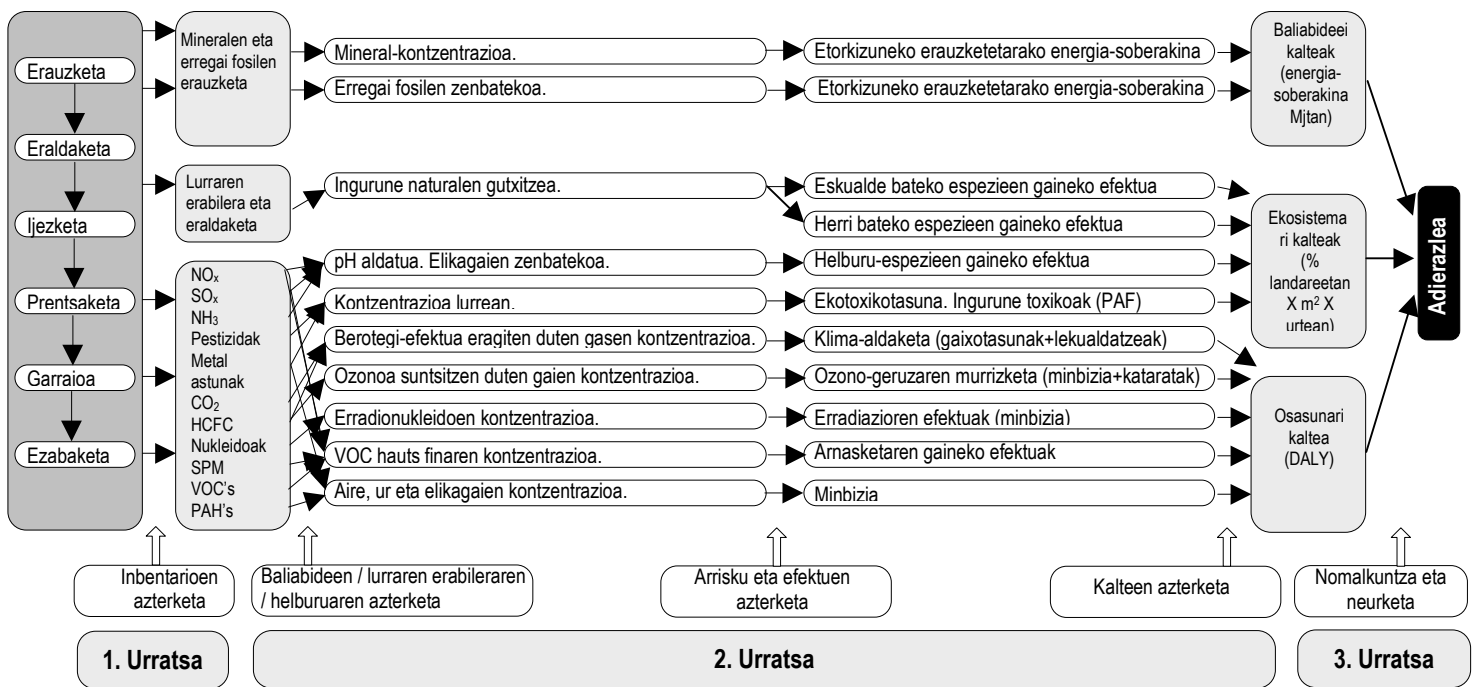 Erauzketa
Eraldaketa
Ijezketa
Prentsaketa
Garraioa
Ezabaketa
Mineralen eta
erregai fosilen
erauzketa
Lurraren
erabilera eta
eraldaketa
NOₓ
SOₓ
NH₃
Pestizidak
Metal
astunak
CO₂
HCFC
Nukleidoak
SPM
VOC's
PAH's
Mineral-kontzentrazioa.
Erregai fosilen zenbatekoa.
Ingurune naturalen gutxitzea.
pH aldatua. Elikagaien zenbatekoa.
Kontzentrazioa lurrean.
Berotegi-efektua eragiten duten gasen kontzentrazioa.
Ozonoa suntsitzen duten gaien kontzentrazioa.
Erradionukleidoen kontzentrazioa.
VOC hauts finaren kontzentrazioa.
Aire, ur eta elikagaien kontzentrazioa.
Etorkizuneko erauzketetarako energia-soberakina
Etorkizuneko erauzketetarako energia-soberakina
Eskualde bateko espezieen gaineko efektua
Herri bateko espezieen gaineko efektua
Helburu-espezieen gaineko efektua
Ekotoxikotasuna. Ingurune toxikoak (PAF)
Klima-aldaketa (gaixotasunak+lekualdatzeak)
Ozono-geruzaren murrizketa (minbizia+kataratak)
Erradiazioren efektuak (minbizia)
Arnasketaren gaineko efektuak
Minbizia
Baliabideei
kalteak
(energia-
soberakina
Mjtan)
Ekosistema
ri kalteak
(%
landareetan
X m² X
urtean)
Osasunari
kaltea
(DALY)
Adierazlea
Inbentarioen
azterketa
Baliabideen / lurraren erabileraren
/ helburuaren azterketa
Arrisku eta efektuen
azterketa
Kalteen azterketa
Nomalkuntza eta
neurketa
1. Urratsa
2. Urratsa
3. Urratsa